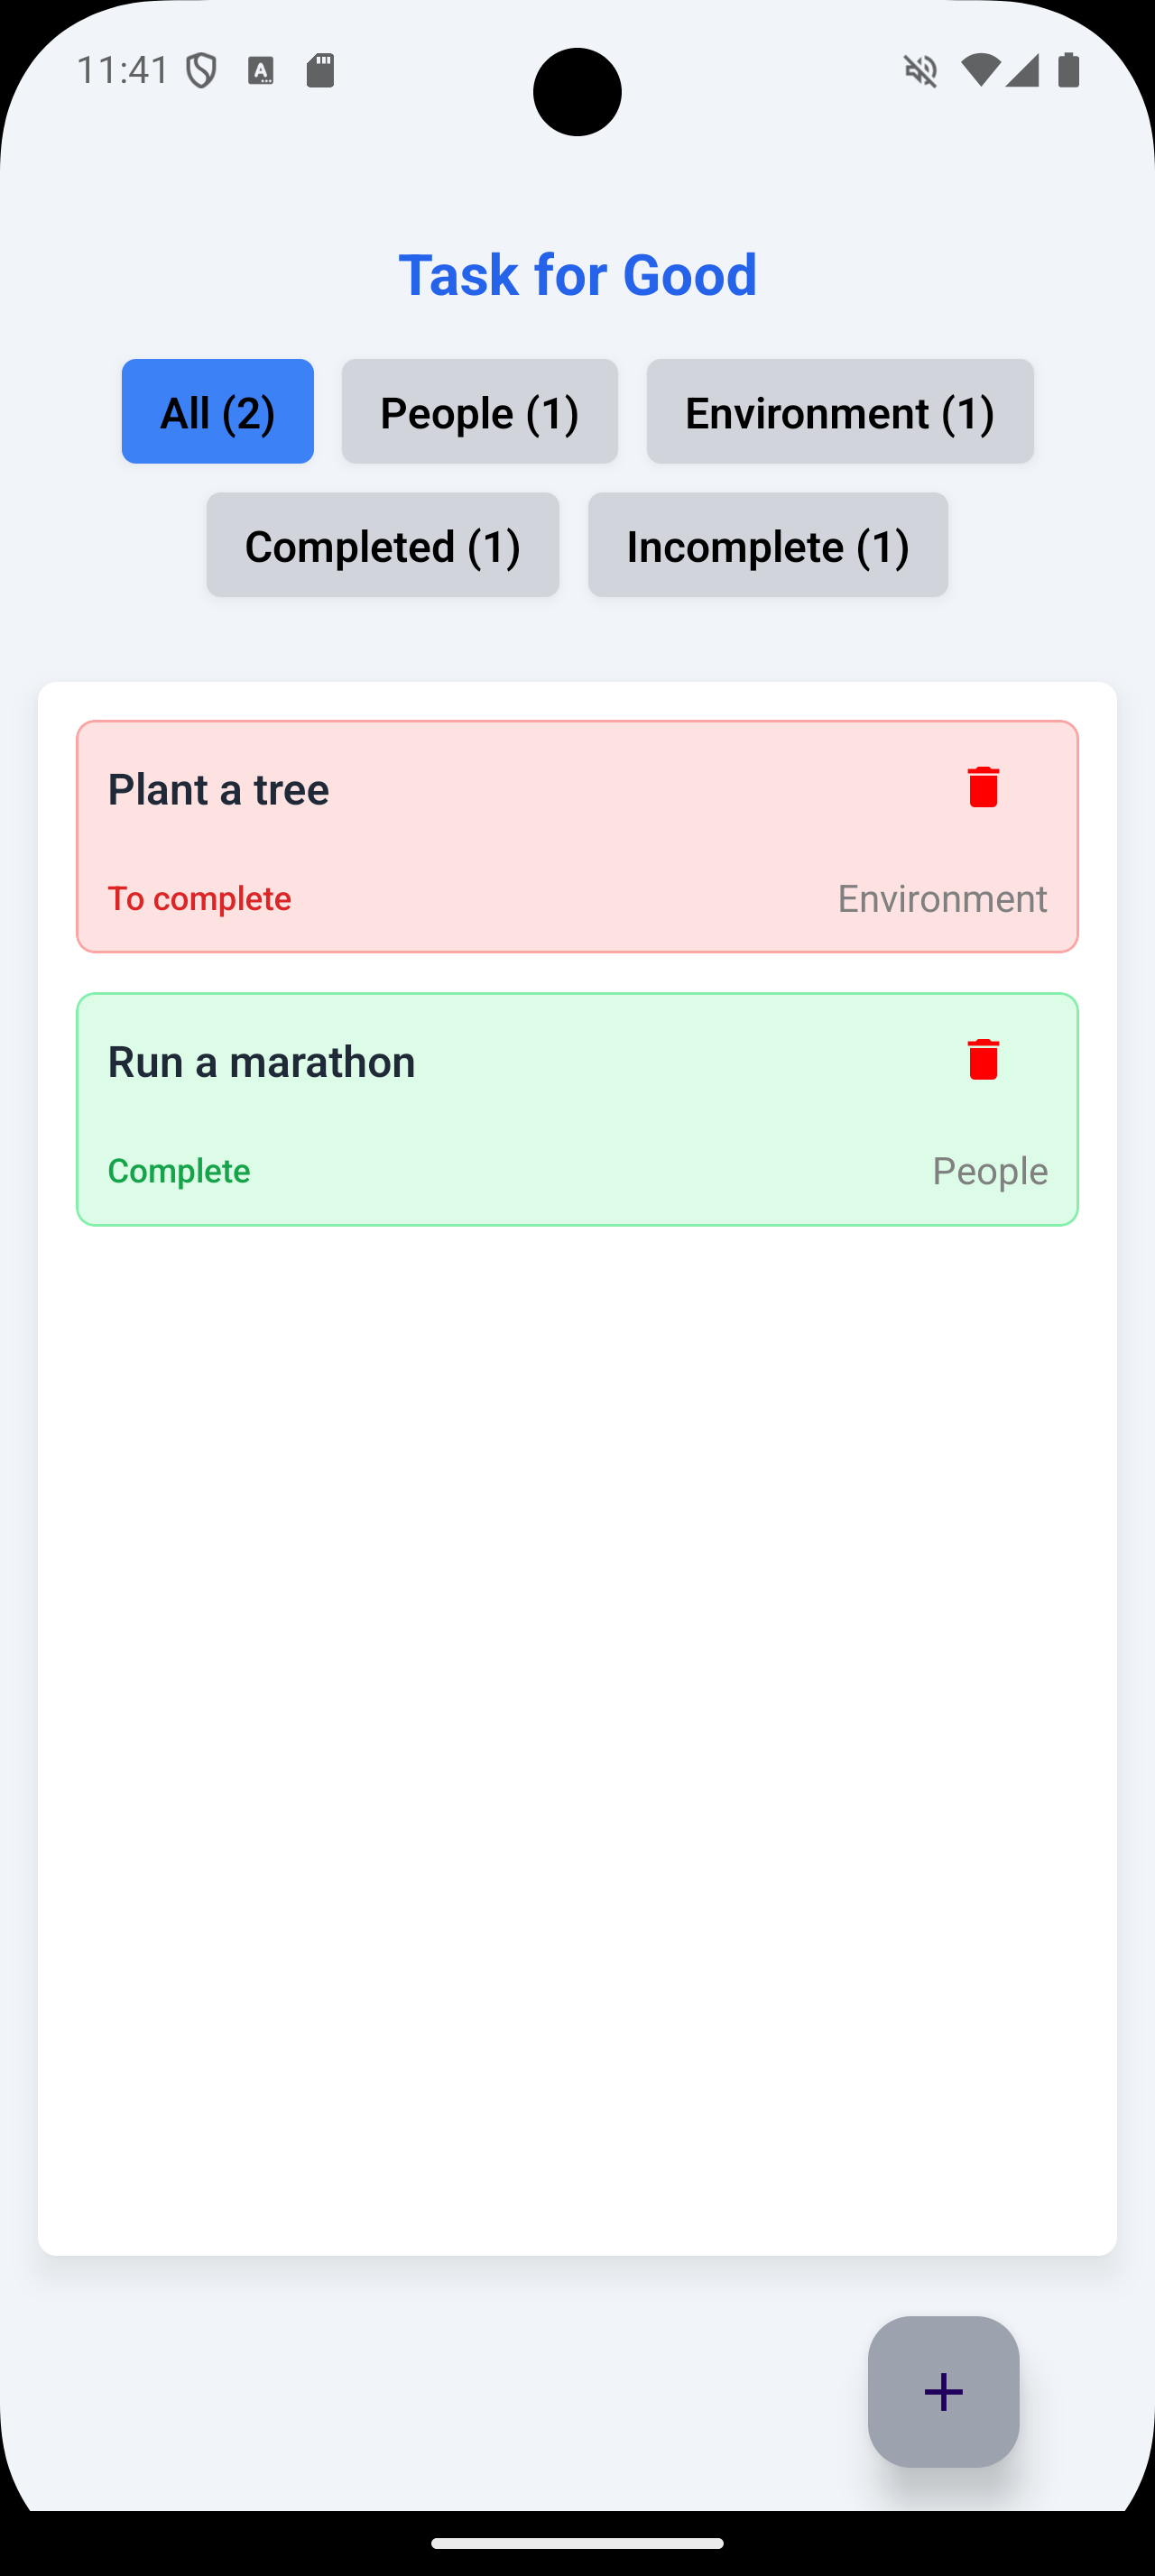 11:41
Task for Good
All (2) People (1) Environment (1)
Completed (1) Incomplete (1)
Plant a tree
To complete Environment
Run a marathon
Complete People